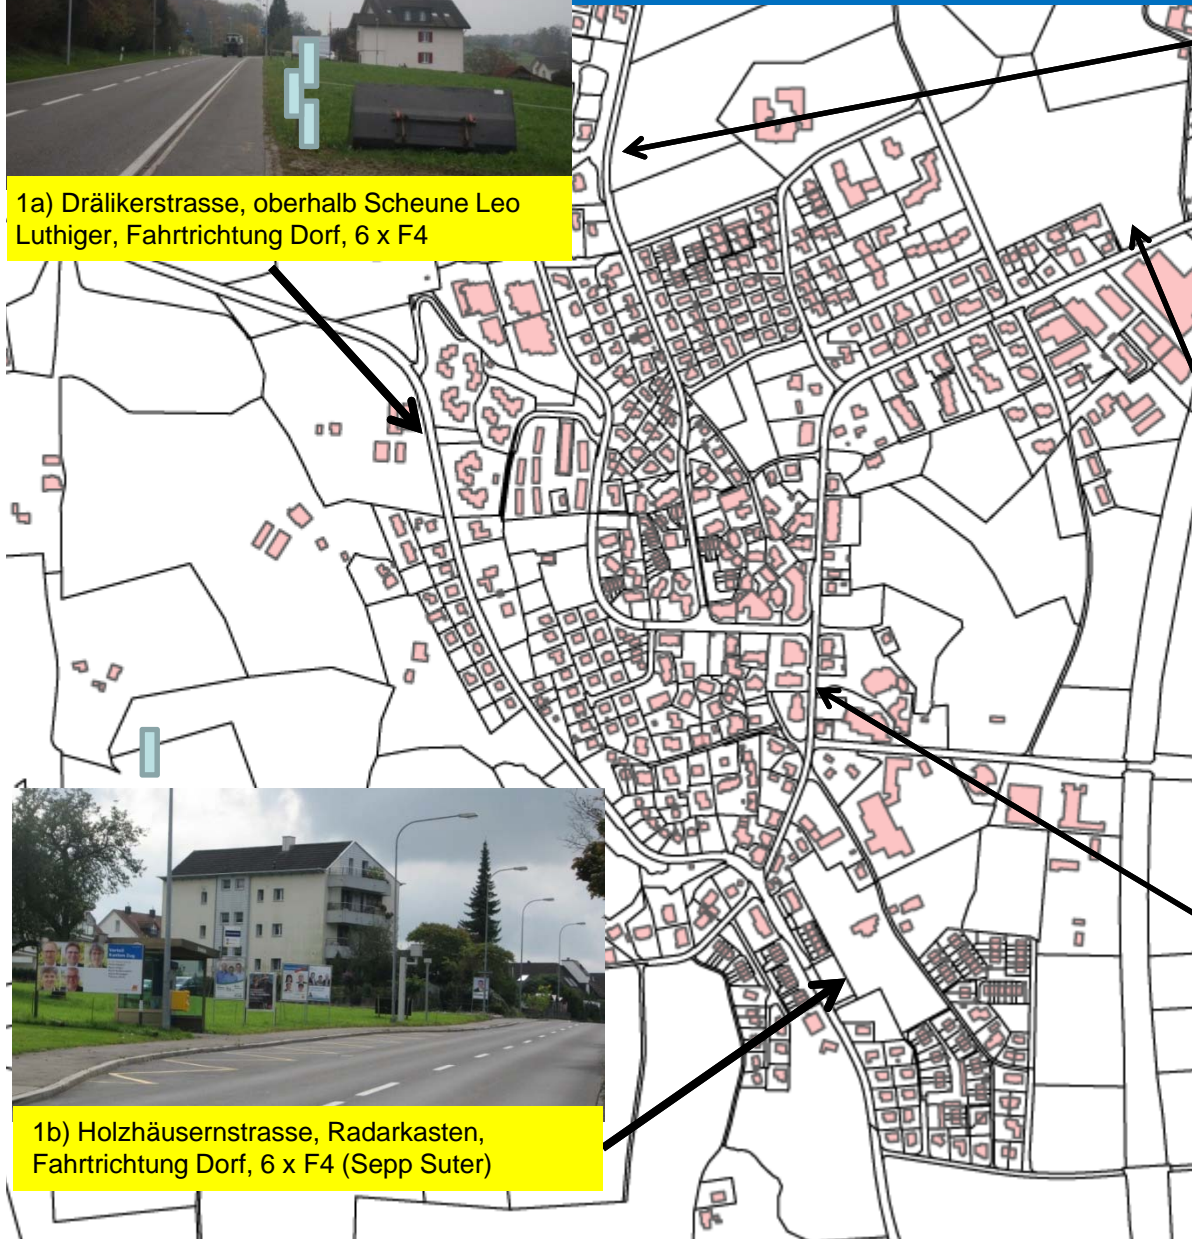 1a) Drälikerstrasse, oberhalb Scheune Leo
Luthiger, Fahrtrichtung Dorf, 6 x F4
1b) Holzhäusernstrasse, Radarkasten,
Fahrtrichtung Dorf, 6 x F4 (Sepp Suter)